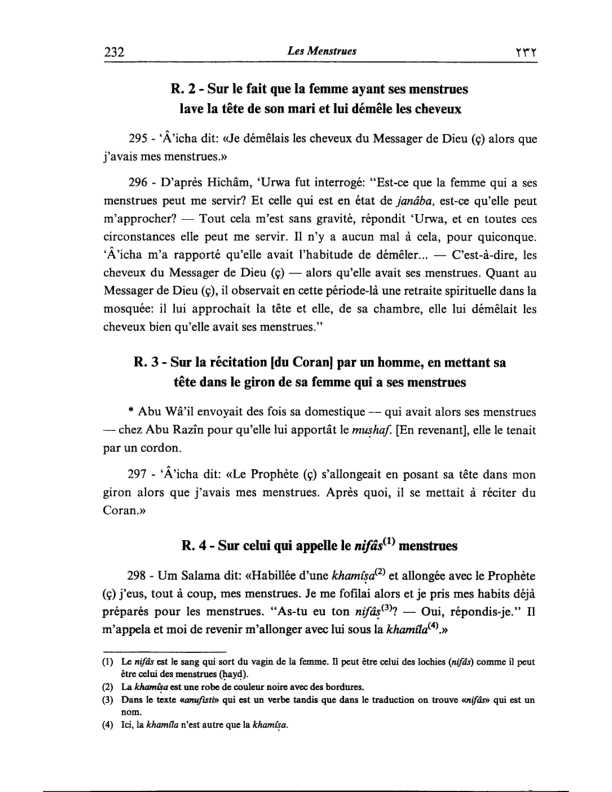 232 Les Menstrues ٢٣٢
R. 2 - Sur le fait que la femme ayant ses menstrues
lave la tête de son mari et lui démêle les cheveux
295 - ‘Â’icha dit: «Je démêlais les cheveux du Messager de Dieu (ç) alors que
j’avais mes menstrues.»
296 - D’après Hichâm, ‘Urwa fut interrogé: “Est-ce que la femme qui a ses
menstrues peut me servir? Et celle qui est en état de janâba, est-ce qu’elle peut
m’approcher? — Tout cela m’est sans gravité, répondit ‘Urwa, et en toutes ces
circonstances elle peut me servir. Il n’y a aucun mal à cela, pour quiconque.
‘Â’icha m’a rapporté qu’elle avait l’habitude de démêler... — C’est-à-dire, les
cheveux du Messager de Dieu (ç) — alors qu’elle avait ses menstrues. Quant au
Messager de Dieu (ç), il observait en cette période-là une retraite spirituelle dans la
mosquée: il lui approchait la tête et elle, de sa chambre, elle lui démêlait les
cheveux bien qu’elle avait ses menstrues.”
R. 3 - Sur la récitation [du Coran] par un homme, en mettant sa
tête dans le giron de sa femme qui a ses menstrues
* Abu Wâ’il envoyait des fois sa domestique — qui avait alors ses menstrues
— chez Abu Razîn pour qu’elle lui apportât le muṣhaf. [En revenant], elle le tenait
par un cordon.
297 - ‘Â’icha dit: «Le Prophète (ç) s’allongeait en posant sa tête dans mon
giron alors que j’avais mes menstrues. Après quoi, il se mettait à réciter du
Coran.»
R. 4 - Sur celui qui appelle le nifâs(1) menstrues
298 - Um Salama dit: «Habillée d’une khamîṣa(2) et allongée avec le Prophète
(ç) j’eus, tout à coup, mes menstrues. Je me fofilai alors et je pris mes habits déjà
préparés pour les menstrues. “As-tu eu ton nifâṣ(3)? — Oui, répondis-je.” Il
m’appela et moi de revenir m’allonger avec lui sous la khamîla(4).»
(1) Le nifâs est le sang qui sort du vagin de la femme. Il peut être celui des lochies (nifâs) comme il peut
être celui des menstrues (ḥayḍ).
(2) La khamîṣa est une robe de couleur noire avec des bordures.
(3) Dans le texte «anufisti» qui est un verbe tandis que dans le traduction on trouve «nifâs» qui est un
nom.
(4) Ici, la khamîla n’est autre que la khamîṣa.